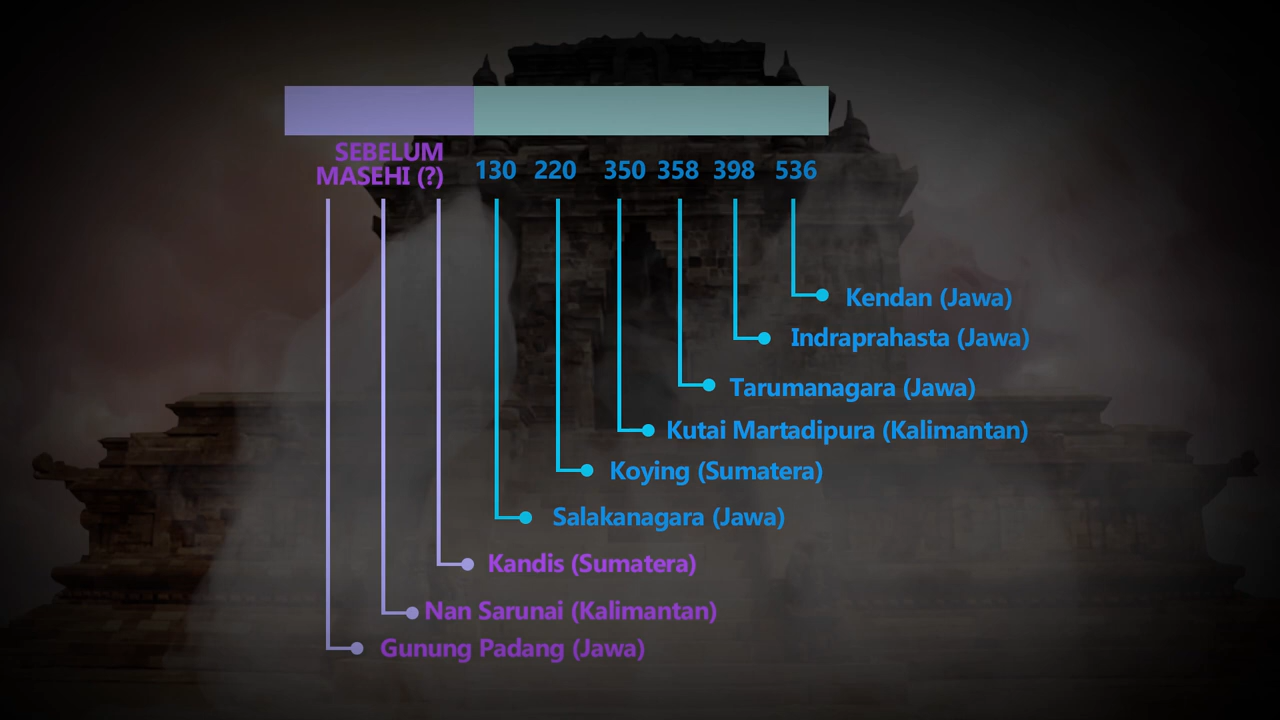 SEBELUM
MASEHI (?)
130 220 350 358 398 536
Kendan (Jawa)
Indraprahasta (Jawa)
Tarumanagara (Jawa)
Kutai Martadipura (Kalimantan)
Koying (Sumatera)
Salakanagara (Jawa)
Kandis (Sumatera)
Nan Sarunai (Kalimantan)
Gunung Padang (Jawa)